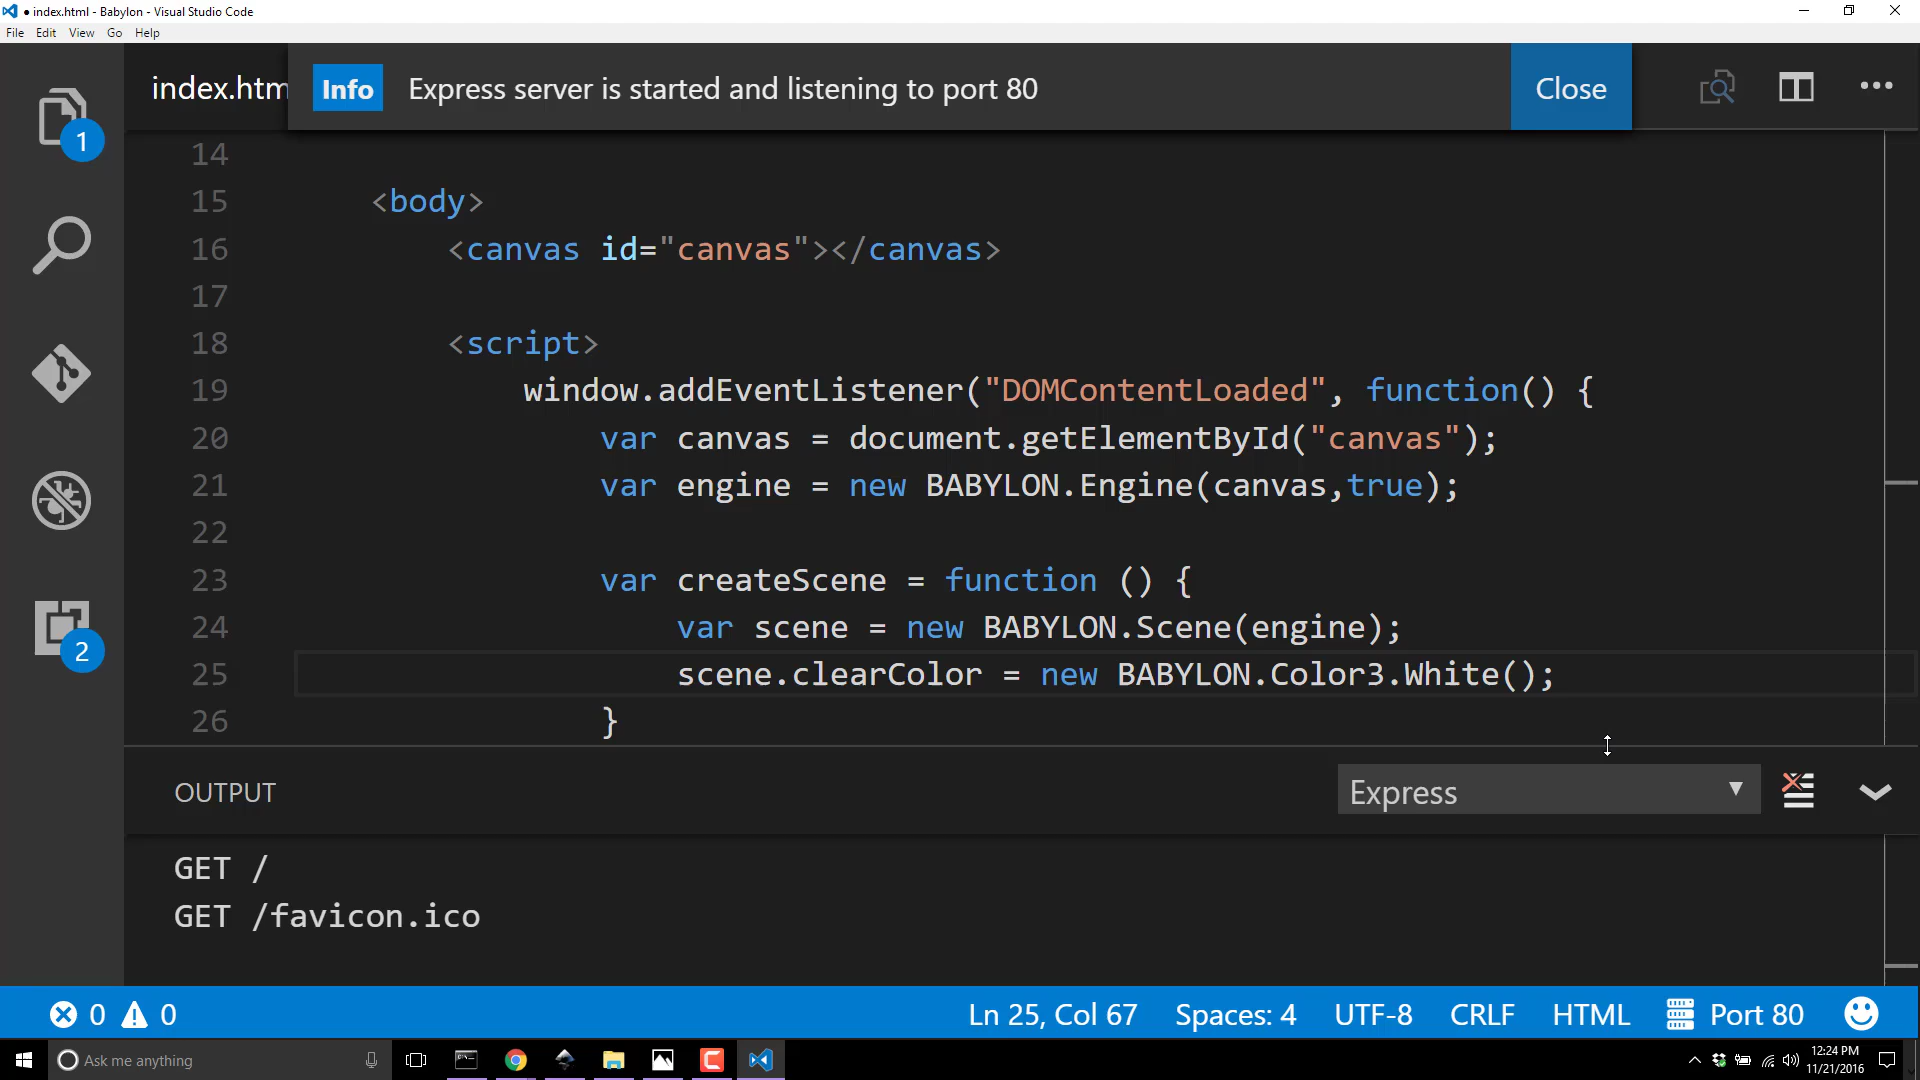 ● index.html - Babylon - Visual Studio Code
File Edit View Go Help
index.htm
Info Express server is started and listening to port 80 Close
1
14
15 <body>
16 <canvas id="canvas"></canvas>
17
18 <script>
19 window.addEventListener("DOMContentLoaded", function() {
20 var canvas = document.getElementById("canvas");
21 var engine = new BABYLON.Engine(canvas,true);
22
23 var createScene = function () {
24 var scene = new BABYLON.Scene(engine);
25 scene.clearColor = new BABYLON.Color3.White();
26 }
2
OUTPUT Express
GET /
GET /favicon.ico
0 0 Ln 25, Col 67 Spaces: 4 UTF-8 CRLF HTML Port 80
Ask me anything
12:24 PM
11/21/2016